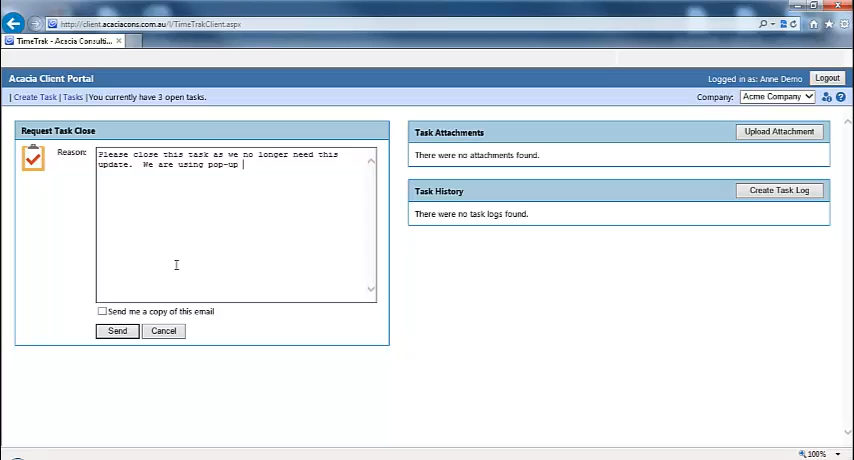 http://client.acaciacons.com.au/I/TimeTrakClient.aspx
TimeTrak - Acacia Consulti...
Acacia Client Portal
Logged in as: Anne Demo
Logout
| Create Task | Tasks |You currently have 3 open tasks.
Company: Acme Company
Request Task Close
Reason: Please close this task as we no longer need this
update.  We are using pop-up
Send me a copy of this email
Send
Cancel
Task Attachments
Upload Attachment
There were no attachments found.
Task History
Create Task Log
There were no task logs found.
100%